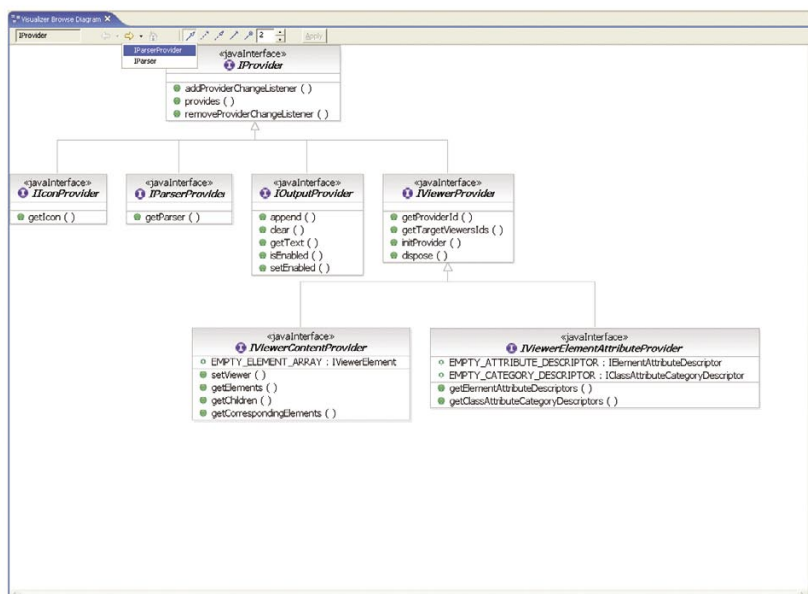 Visualizer Browse Diagram
IProvider
2
Apply
IParserProvider
IParser
«javaInterface»
IProvider
addProviderChangeListener ( )
provides ( )
removeProviderChangeListener ( )
«javaInterface»
IIconProvider
getIcon ( )
«javaInterface»
IParserProvider
getParser ( )
«javaInterface»
IOutputProvider
append ( )
clear ( )
getText ( )
isEnabled ( )
setEnabled ( )
«javaInterface»
IViewerProvider
getProviderId ( )
getTargetViewersIds ( )
initProvider ( )
dispose ( )
«javaInterface»
IViewerContentProvider
EMPTY_ELEMENT_ARRAY : IViewerElement
setViewer ( )
getElements ( )
getChildren ( )
getCorrespondingElements ( )
«javaInterface»
IViewerElementAttributeProvider
EMPTY_ATTRIBUTE_DESCRIPTOR : IElementAttributeDescriptor
EMPTY_CATEGORY_DESCRIPTOR : IClassAttributeCategoryDescriptor
getElementAttributeDescriptors ( )
getClassAttributeCategoryDescriptors ( )